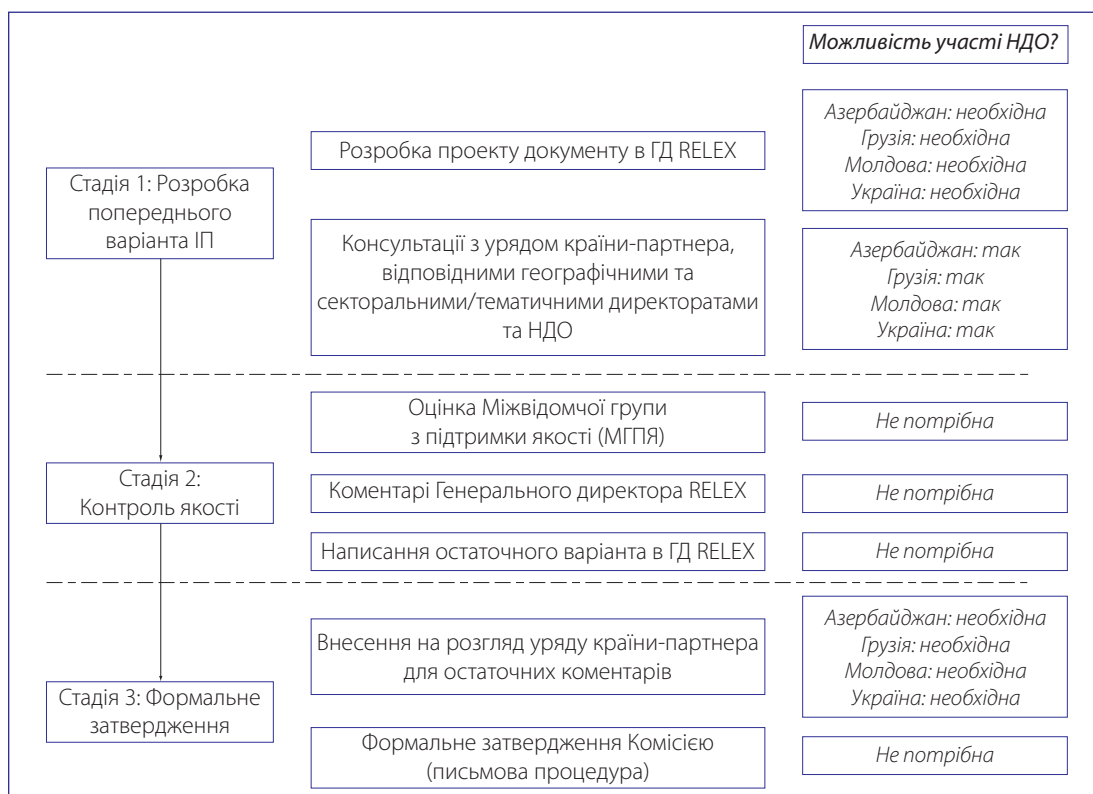 Можливість участі НДО?
Стадія 1: Розробка
попереднього
варіанта ІП
Розробка проекту документу в ГД RELEX
Азербайджан: необхідна
Грузія: необхідна
Молдова: необхідна
Україна: необхідна
Консультації з урядом країни-партнера,
відповідними географічними та
секторальними/тематичними директоратами
та НДО
Азербайджан: так
Грузія: так
Молдова: так
Україна: так
Стадія 2:
Контроль якості
Оцінка Міжвідомчої групи
з підтримки якості (МГПЯ)
Не потрібна
Коментарі Генерального директора RELEX
Не потрібна
Написання остаточного варіанта в ГД RELEX
Не потрібна
Стадія 3: Формальне
затвердження
Внесення на розгляд уряду країни-партнера
для остаточних коментарів
Азербайджан: необхідна
Грузія: необхідна
Молдова: необхідна
Україна: необхідна
Формальне затвердження Комісією
(письмова процедура)
Не потрібна